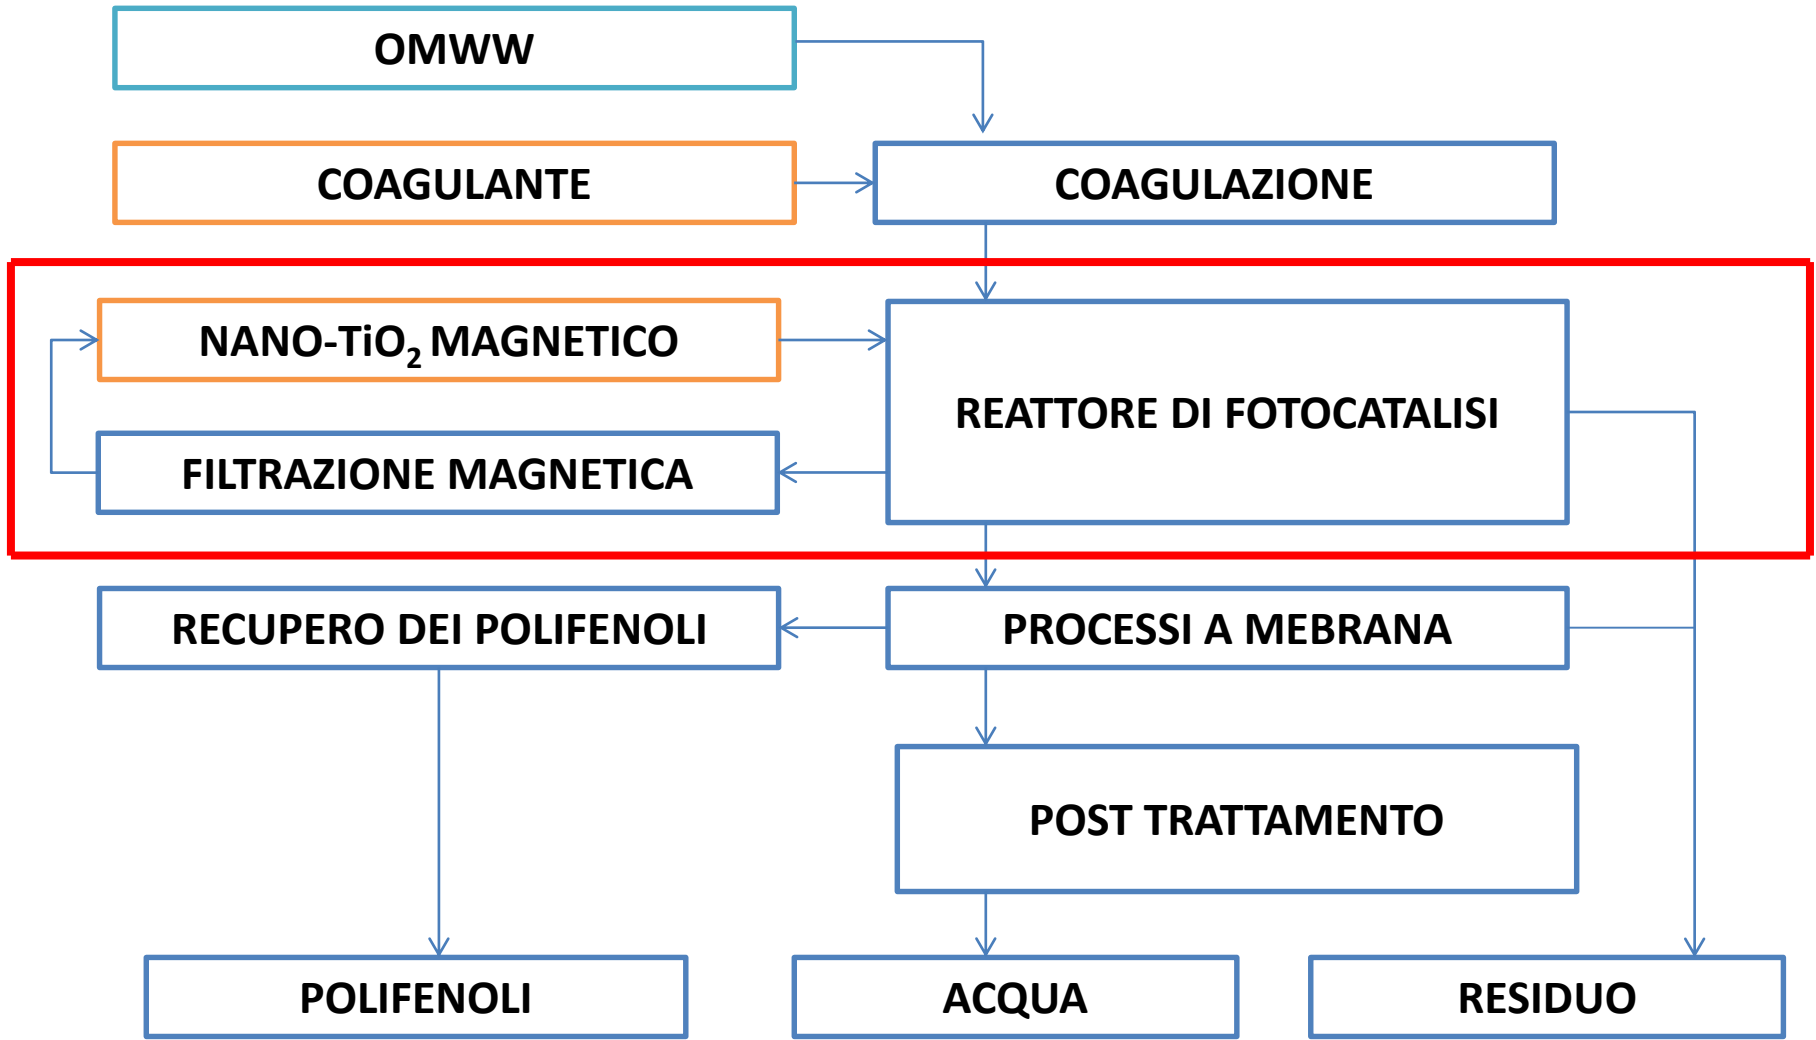 OMWW
COAGULANTE
COAGULAZIONE
NANO-TiO₂ MAGNETICO
REATTORE DI FOTOCATALISI
FILTRAZIONE MAGNETICA
RECUPERO DEI POLIFENOLI
PROCESSI A MEBRANA
POST TRATTAMENTO
POLIFENOLI
ACQUA
RESIDUO